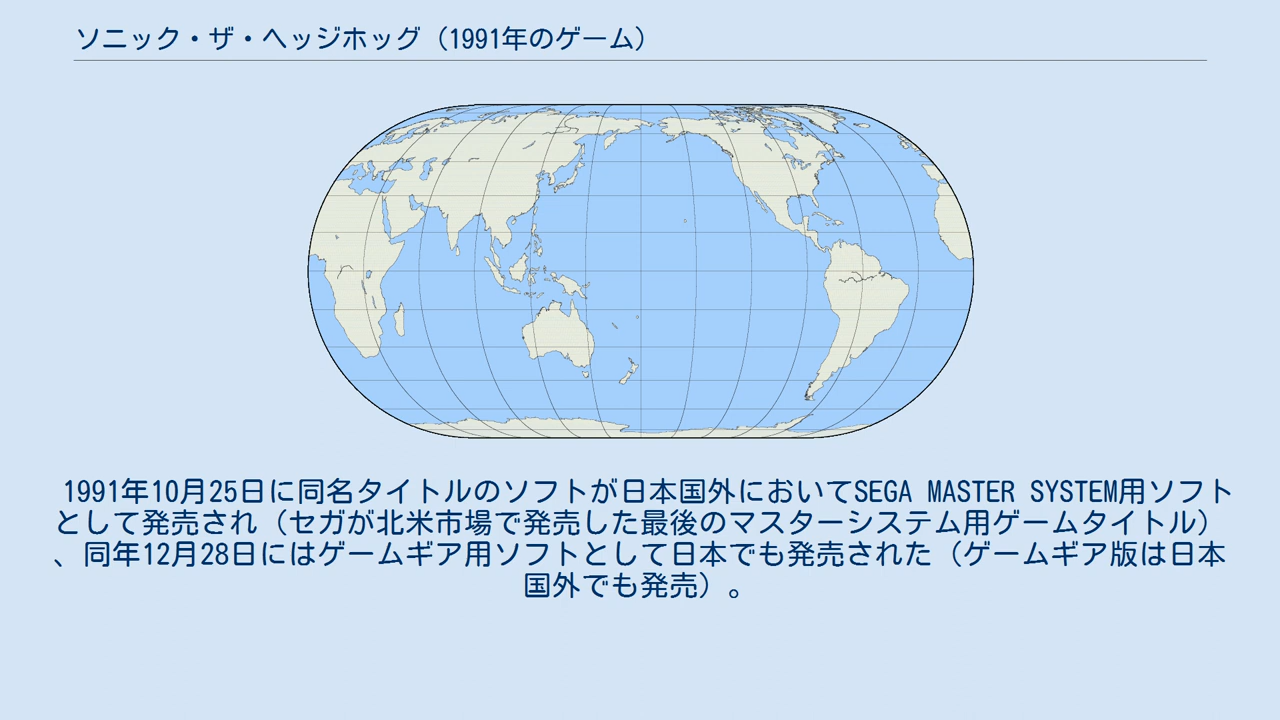 ソニック・ザ・ヘッジホッグ（1991年のゲーム）
1991年10月25日に同名タイトルのソフトが日本国外においてSEGA MASTER SYSTEM用ソフト
として発売され（セガが北米市場で発売した最後のマスターシステム用ゲームタイトル）
、同年12月28日にはゲームギア用ソフトとして日本でも発売された（ゲームギア版は日本
国外でも発売）。